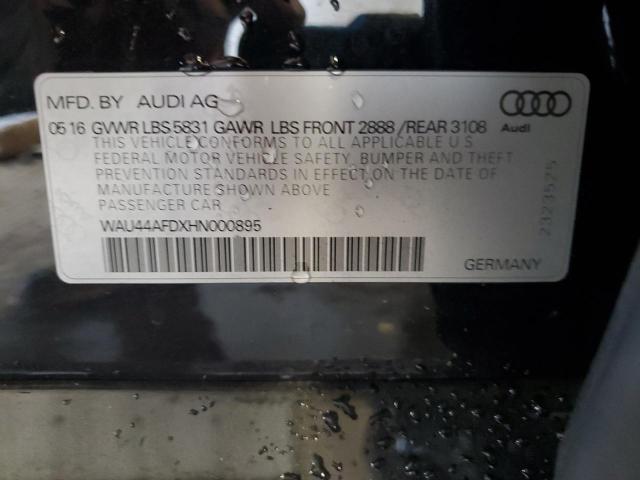 MFD. BY AUDI AG
05 16 GVWR LBS 5831 GAWR LBS FRONT 2888 /REAR 3108
Audi
THIS VEHICLE CONFORMS TO ALL APPLICABLE U S
FEDERAL MOTOR VEHICLE SAFETY, BUMPER AND THEFT
PREVENTION STANDARDS IN EFFECT ON THE DATE OF
MANUFACTURE SHOWN ABOVE
PASSENGER CAR
WAU44AFDXHN000895
GERMANY
2323525